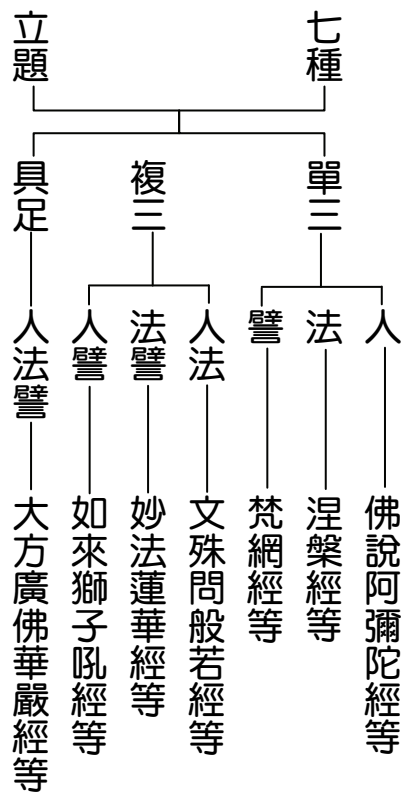 七種
立題
單三
複三
具足
人
法
譬
人法
法譬
人譬
人法譬
佛說阿彌陀經等
涅槃經等
梵網經等
文殊問般若經等
妙法蓮華經等
如來獅子吼經等
大方廣佛華嚴經等